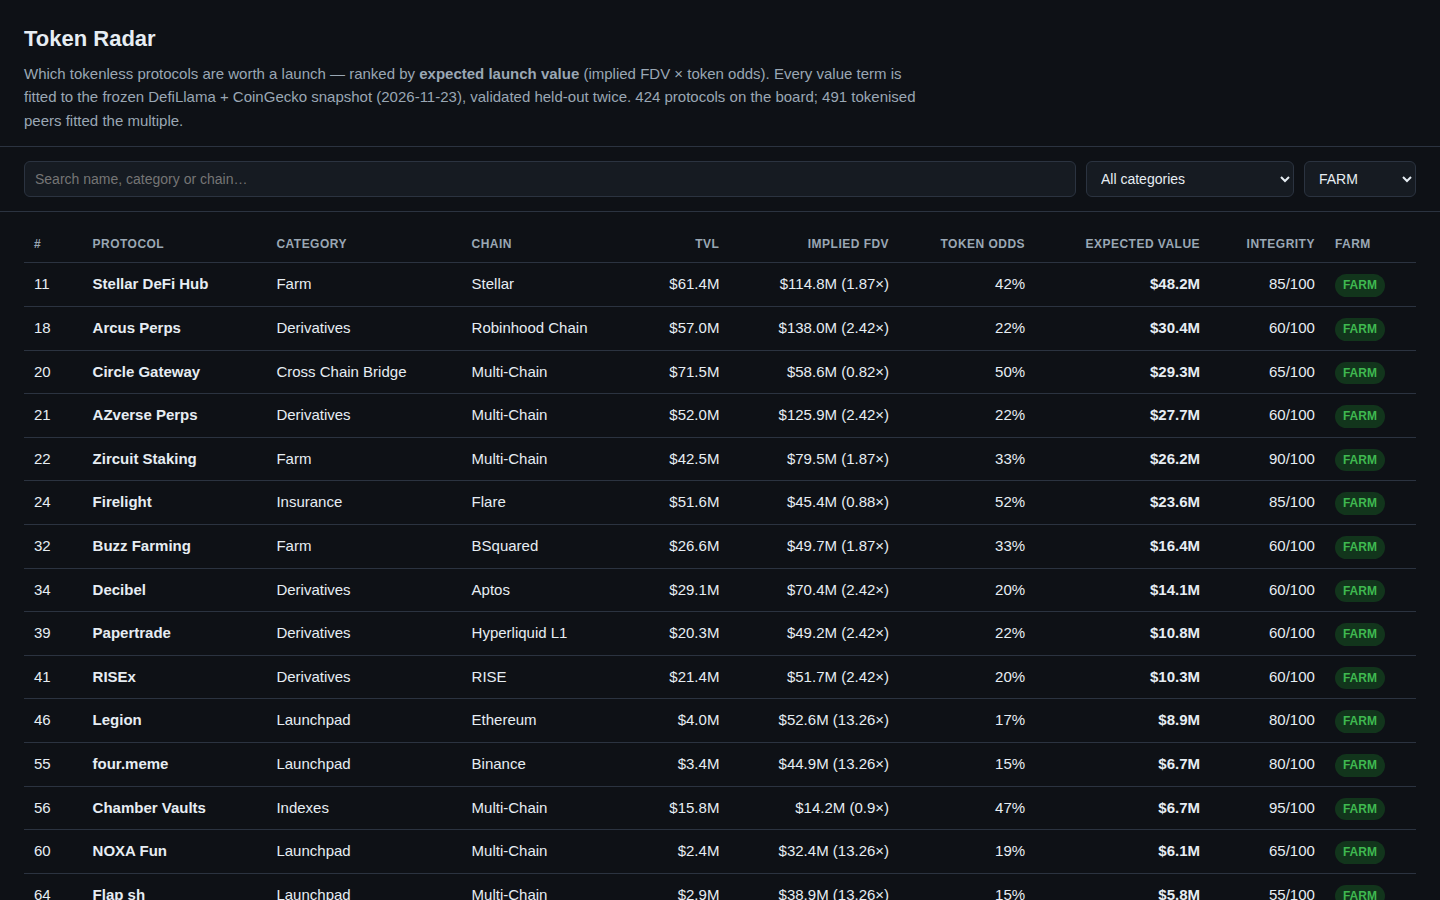 Token Radar
Which tokenless protocols are worth a launch — ranked by expected launch value (implied FDV × token odds). Every value term is
fitted to the frozen DefiLlama + CoinGecko snapshot (2026-11-23), validated held-out twice. 424 protocols on the board; 491 tokenised
peers fitted the multiple.
Search name, category or chain… All categories FARM
# PROTOCOL CATEGORY CHAIN TVL IMPLIED FDV TOKEN ODDS EXPECTED VALUE INTEGRITY FARM
11 Stellar DeFi Hub Farm Stellar $61.4M $114.8M (1.87×) 42% $48.2M 85/100 FARM
18 Arcus Perps Derivatives Robinhood Chain $57.0M $138.0M (2.42×) 22% $30.4M 60/100 FARM
20 Circle Gateway Cross Chain Bridge Multi-Chain $71.5M $58.6M (0.82×) 50% $29.3M 65/100 FARM
21 AZverse Perps Derivatives Multi-Chain $52.0M $125.9M (2.42×) 22% $27.7M 60/100 FARM
22 Zircuit Staking Farm Multi-Chain $42.5M $79.5M (1.87×) 33% $26.2M 90/100 FARM
24 Firelight Insurance Flare $51.6M $45.4M (0.88×) 52% $23.6M 85/100 FARM
32 Buzz Farming Farm BSquared $26.6M $49.7M (1.87×) 33% $16.4M 60/100 FARM
34 Decibel Derivatives Aptos $29.1M $70.4M (2.42×) 20% $14.1M 60/100 FARM
39 Papertrade Derivatives Hyperliquid L1 $20.3M $49.2M (2.42×) 22% $10.8M 60/100 FARM
41 RISEx Derivatives RISE $21.4M $51.7M (2.42×) 20% $10.3M 60/100 FARM
46 Legion Launchpad Ethereum $4.0M $52.6M (13.26×) 17% $8.9M 80/100 FARM
55 four.meme Launchpad Binance $3.4M $44.9M (13.26×) 15% $6.7M 80/100 FARM
56 Chamber Vaults Indexes Multi-Chain $15.8M $14.2M (0.9×) 47% $6.7M 95/100 FARM
60 NOXA Fun Launchpad Multi-Chain $2.4M $32.4M (13.26×) 19% $6.1M 65/100 FARM
64 Flap sh Launchpad Multi-Chain $2.9M $38.9M (13.26×) 15% $5.8M 55/100 FARM